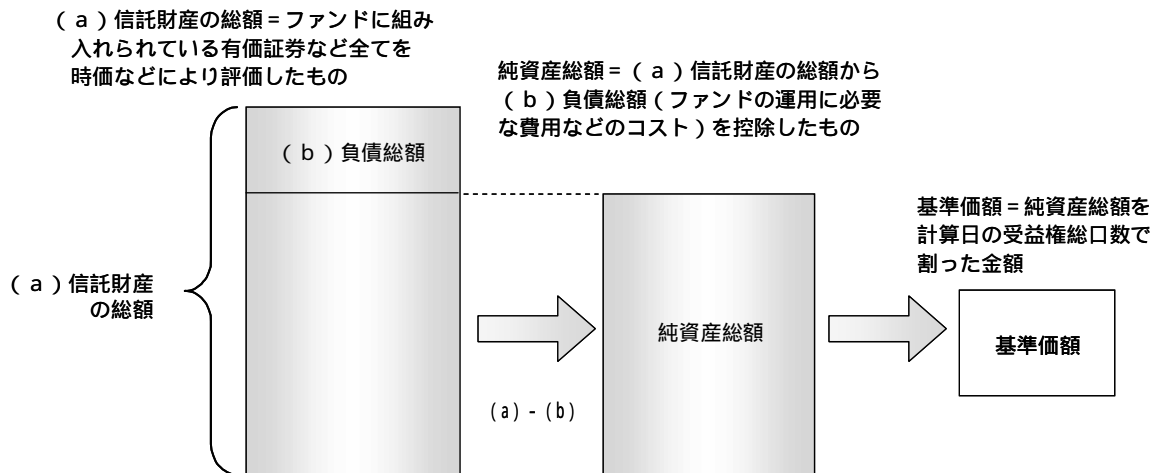 （ａ）信託財産の総額＝ファンドに組み
入れられている有価証券など全てを
時価などにより評価したもの
純資産総額＝（ａ）信託財産の総額から
（ｂ）負債総額（ファンドの運用に必要
な費用などのコスト）を控除したもの
（ｂ）負債総額
基準価額＝純資産総額を
計算日の受益権総口数で
割った金額
（ａ）信託財産
の総額
純資産総額
基準価額
(a) - (b)